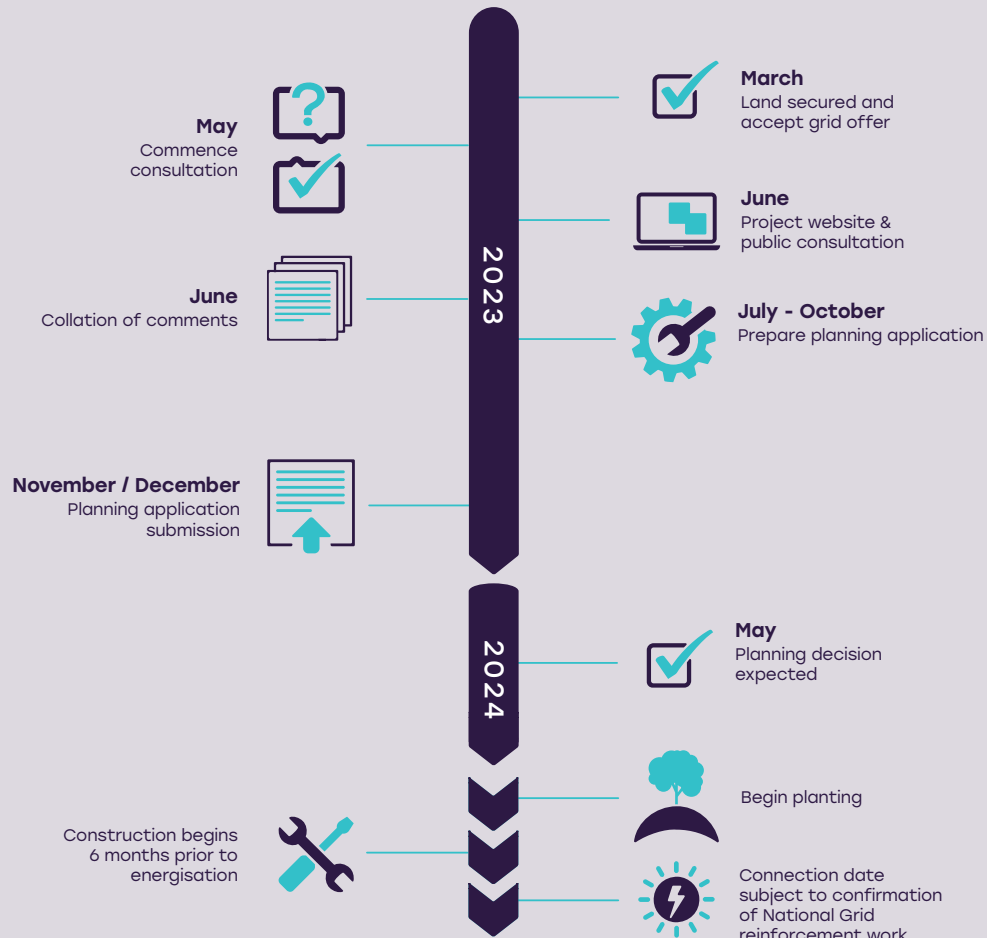 March
Land secured and
accept grid offer
May
Commence
consultation
June
Project website &
public consultation
2023
June
Collation of comments
July - October
Prepare planning application
November / December
Planning application
submission
2024
May
Planning decision
expected
Begin planting
Construction begins
6 months prior to
energisation
Connection date
subject to confirmation
of National Grid
reinforcement work